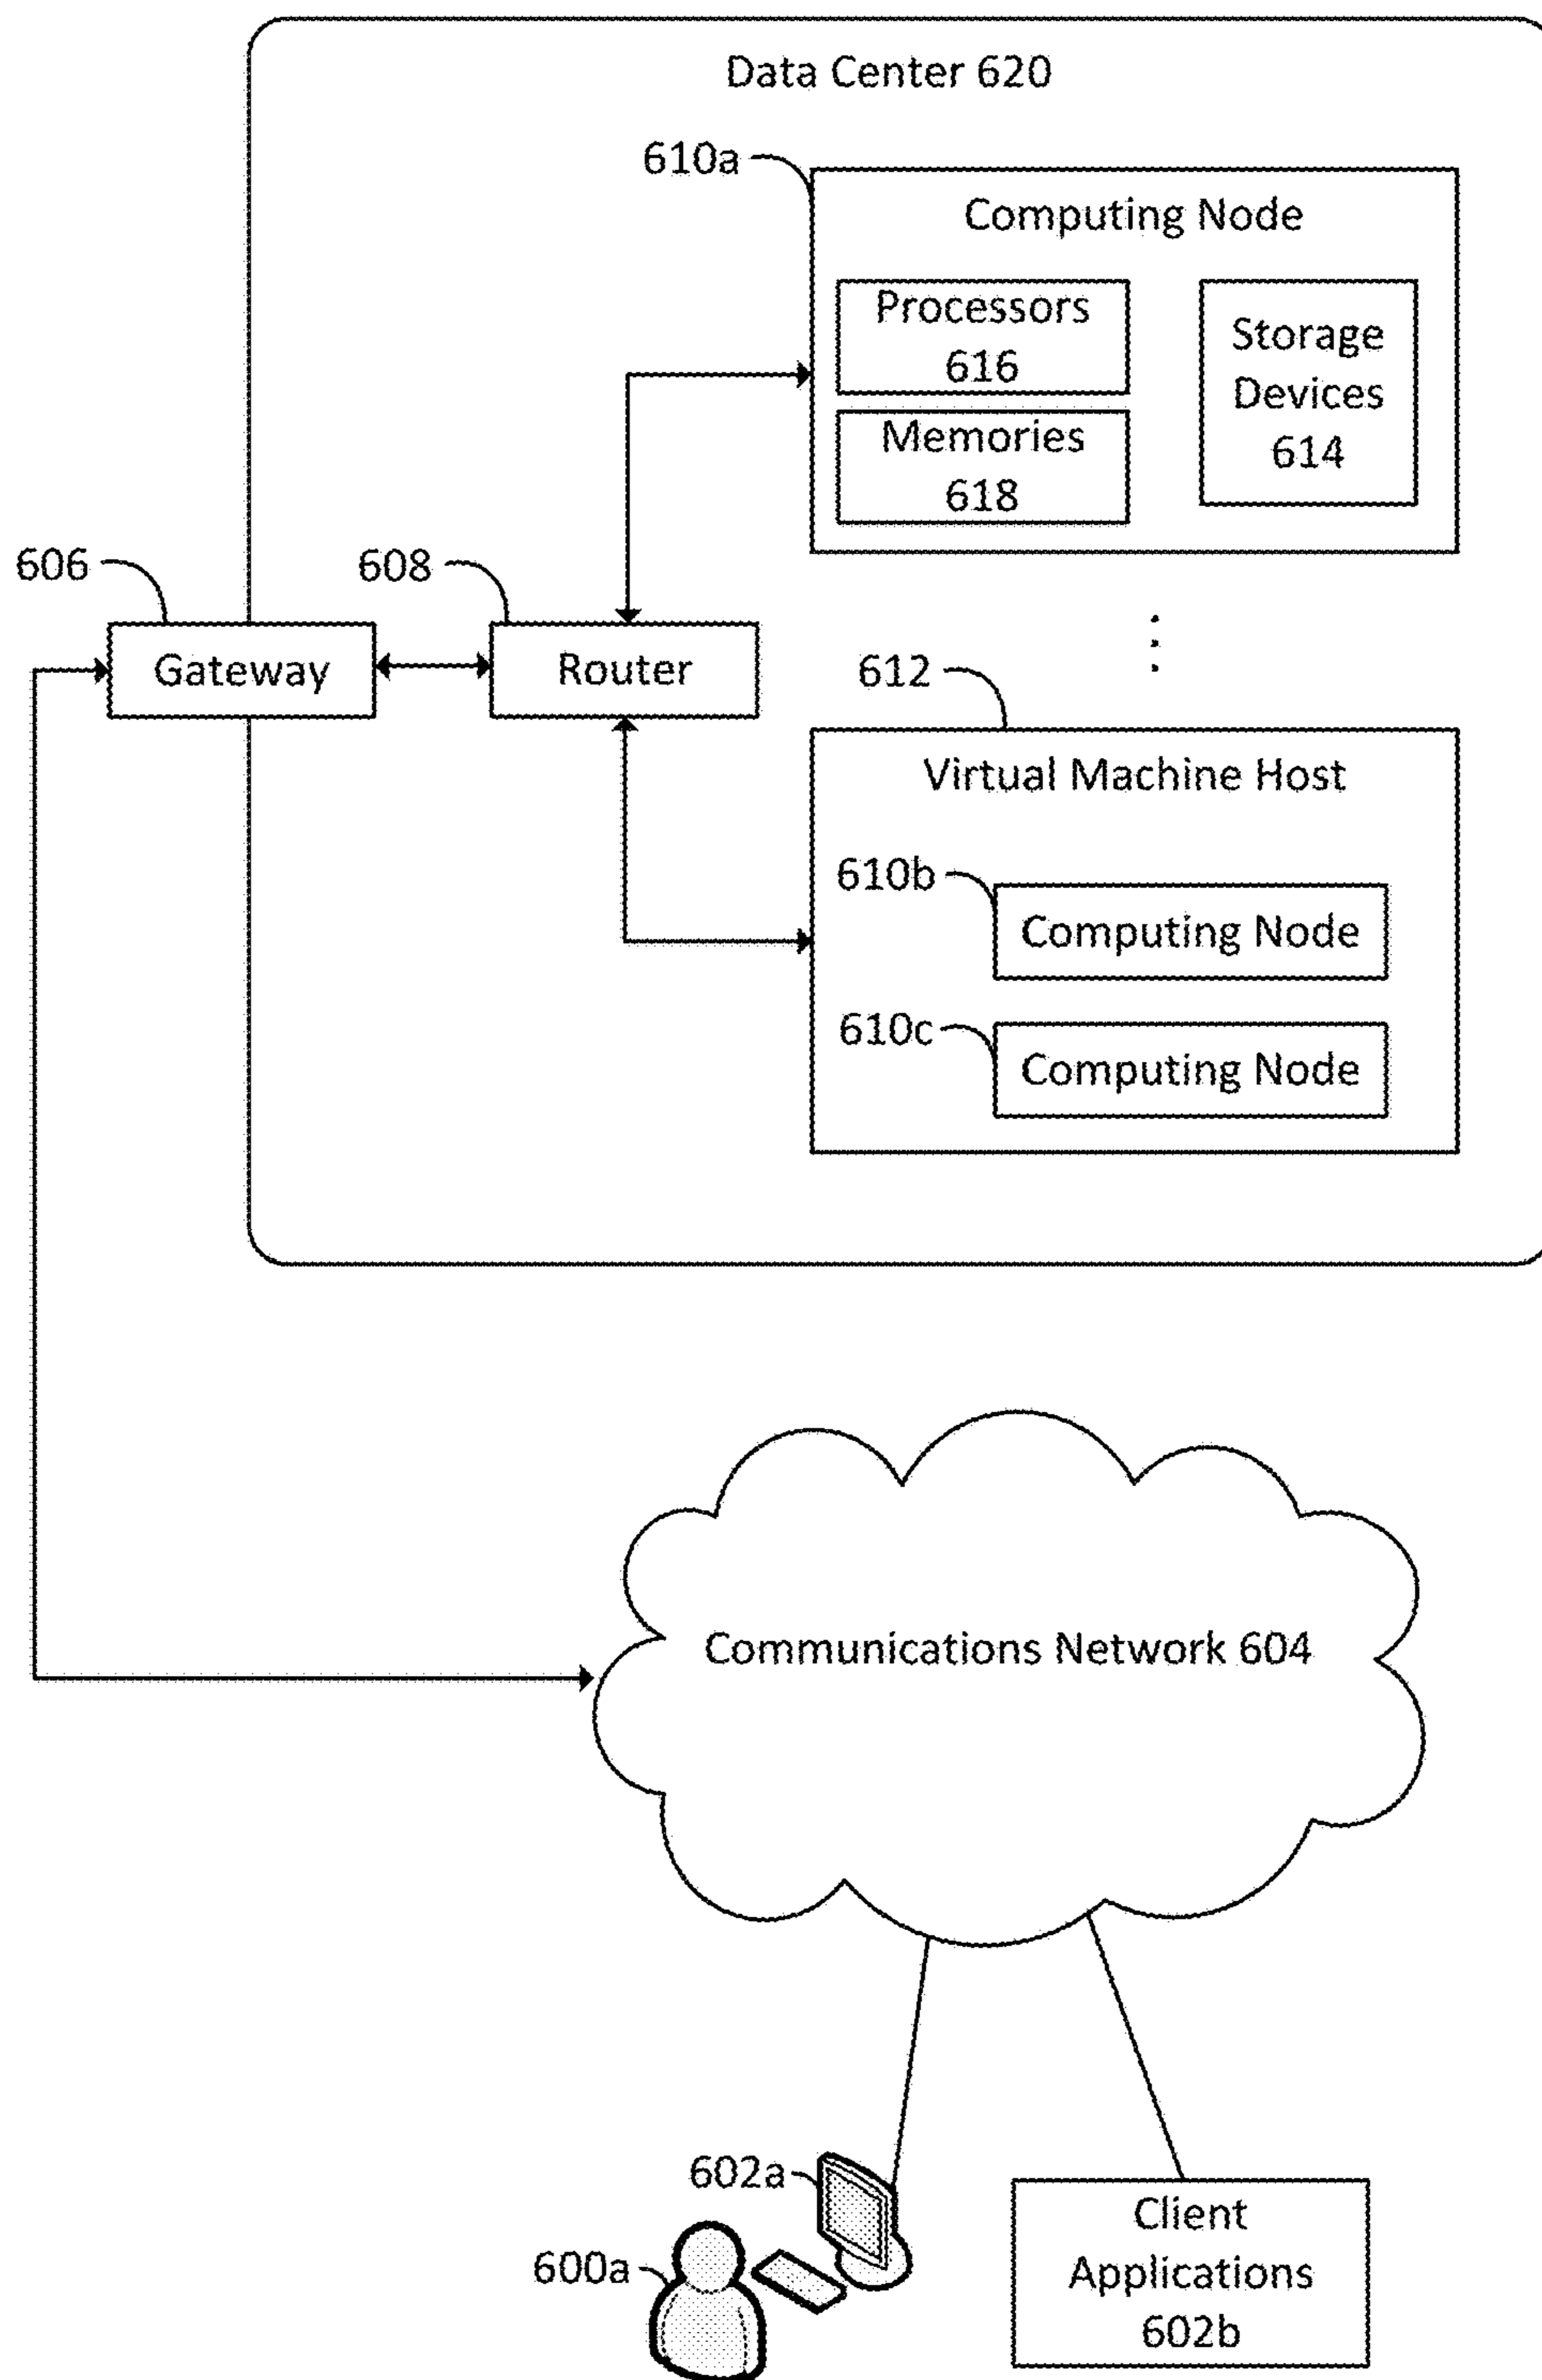 Data Center 620
610a
Computing Node
Processors
616
Storage
Devices
614
Memories
618
606
608
Gateway
Router
612
Virtual Machine Host
610b
Computing Node
610c
Computing Node
Communications Network 604
602a
600a
Client
Applications
602b